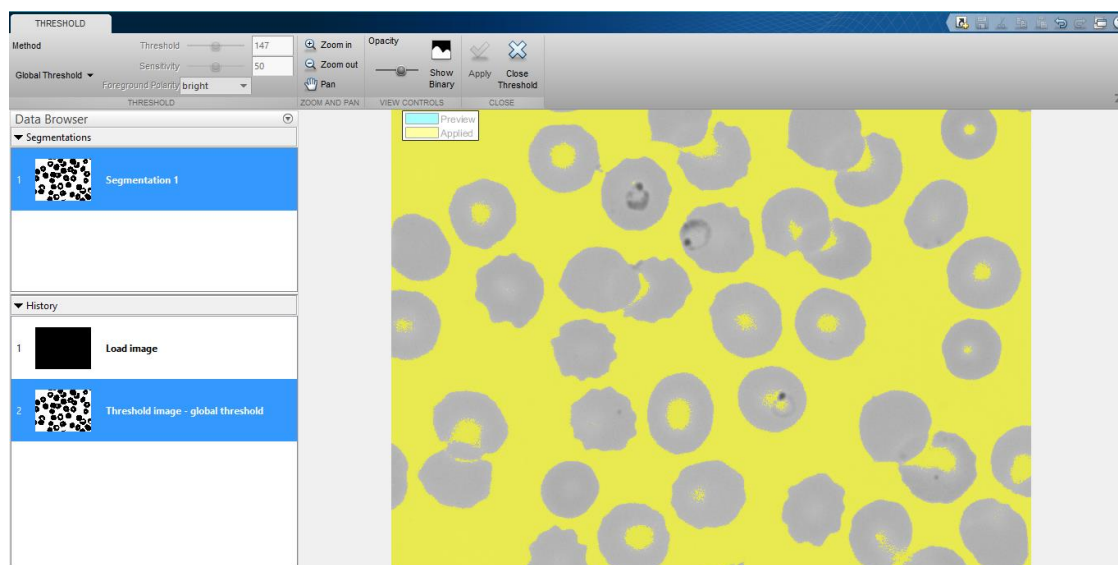 THRESHOLD
Method
Threshold
147
Sensitivity
50
Global Threshold
Foreground Polarity
bright
THRESHOLD
Zoom in
Zoom out
Pan
ZOOM AND PAN
Opacity
Show Binary
VIEW CONTROLS
Apply
Close Threshold
CLOSE
Data Browser
Segmentations
1
Segmentation 1
History
1
Load image
2
Threshold image - global threshold
Preview
Applied